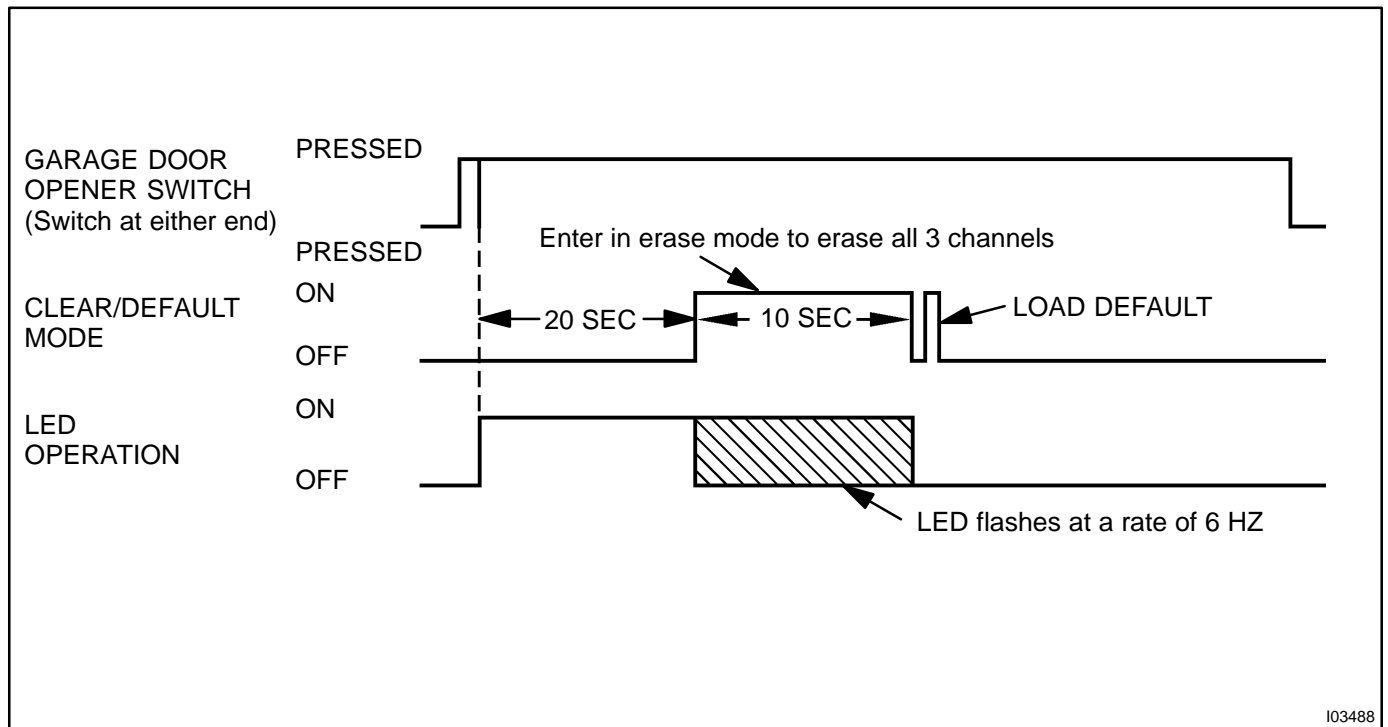 GARAGE DOOR
OPENER SWITCH
(Switch at either end)
PRESSED
PRESSED
Enter in erase mode to erase all 3 channels
CLEAR/DEFAULT
MODE
ON
OFF
20 SEC
10 SEC
LOAD DEFAULT
LED
OPERATION
ON
OFF
LED flashes at a rate of 6 HZ
I03488